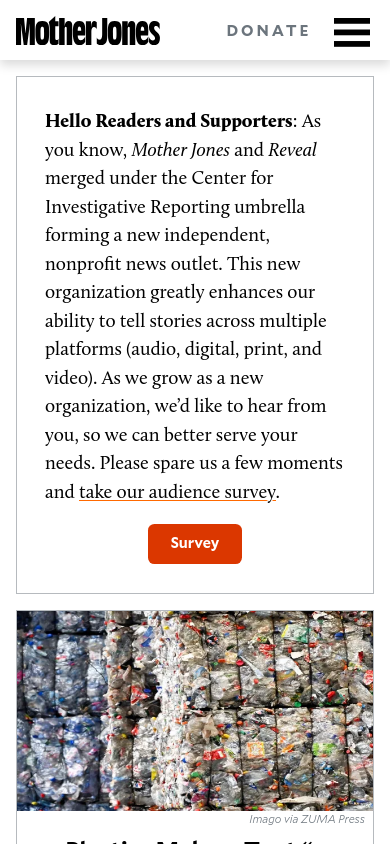 Mother Jones
DONATE
Hello Readers and Supporters: As
you know, Mother Jones and Reveal
merged under the Center for
Investigative Reporting umbrella
forming a new independent,
nonprofit news outlet. This new
organization greatly enhances our
ability to tell stories across multiple
platforms (audio, digital, print, and
video). As we grow as a new
organization, we’d like to hear from
you, so we can better serve your
needs. Please spare us a few moments
and take our audience survey.
Survey
Imago via ZUMA Press